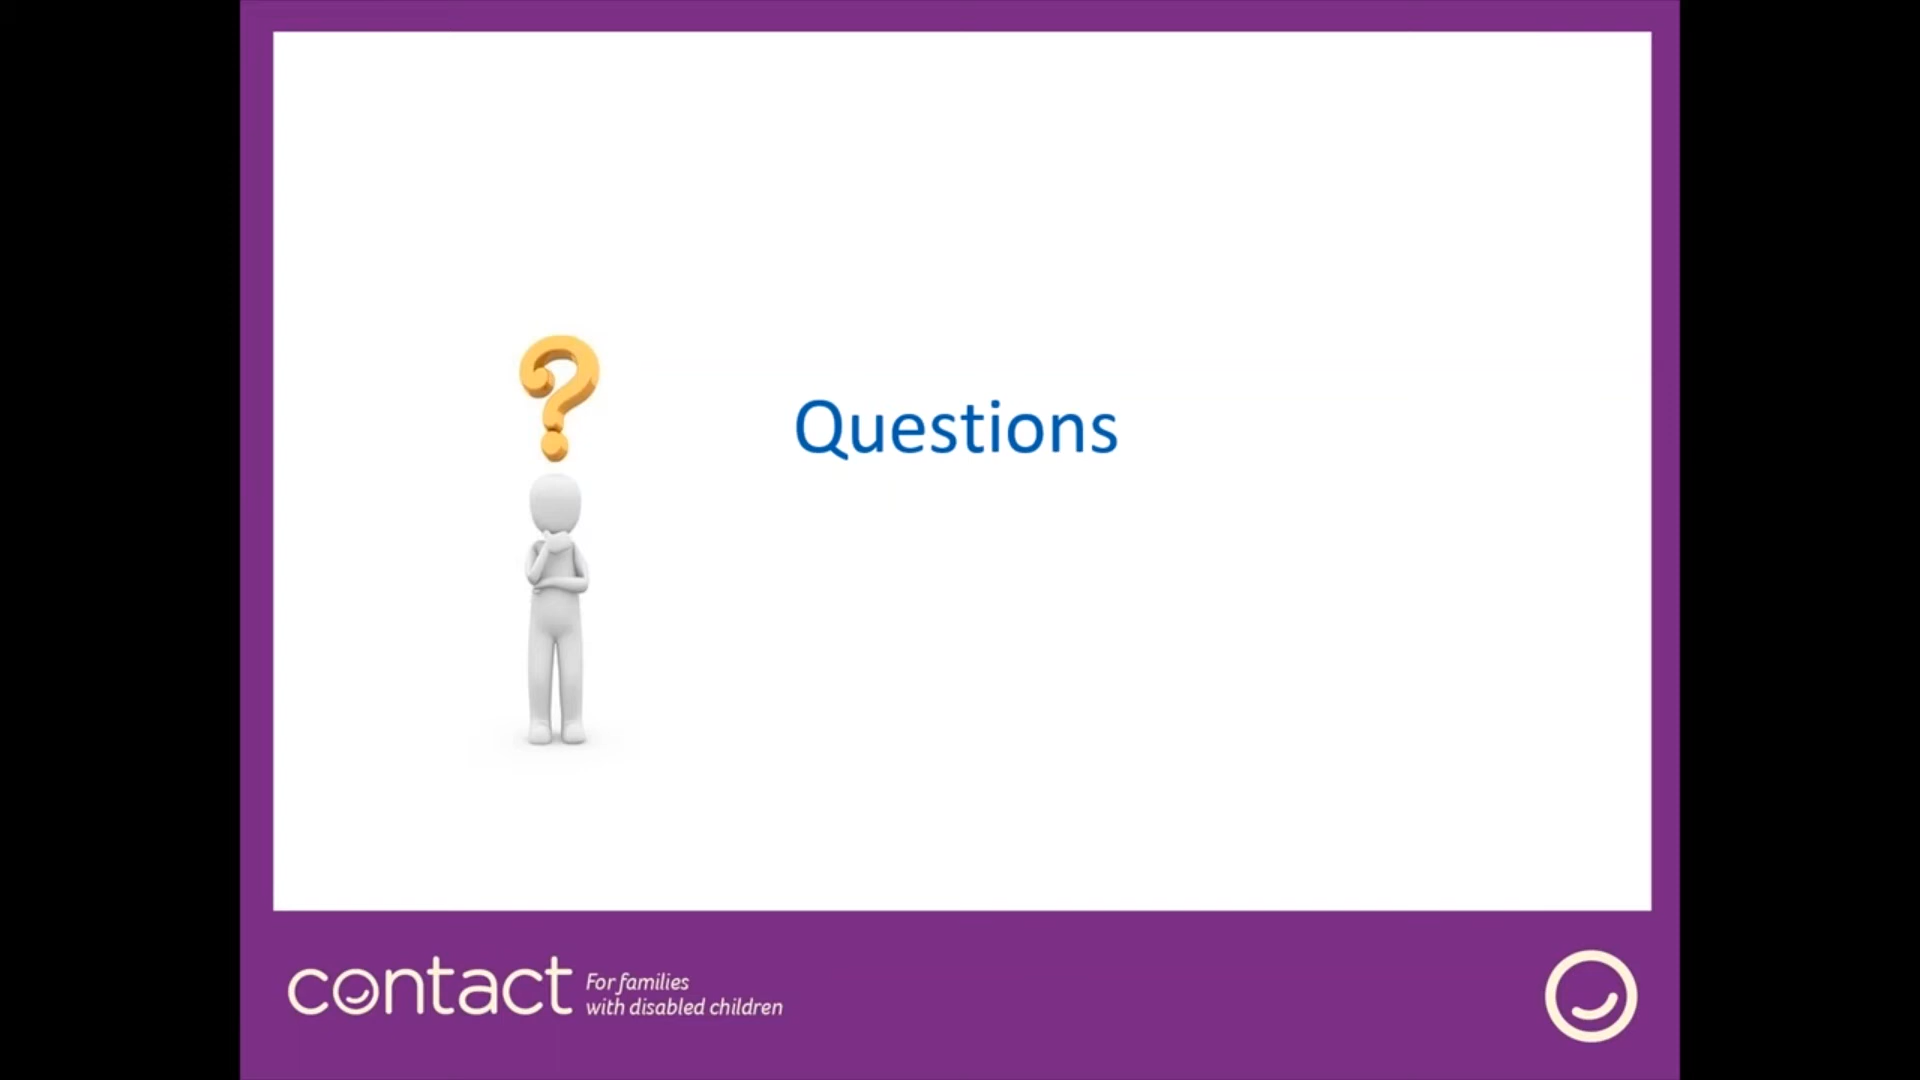 ?
Questions
contact
For families
with disabled children